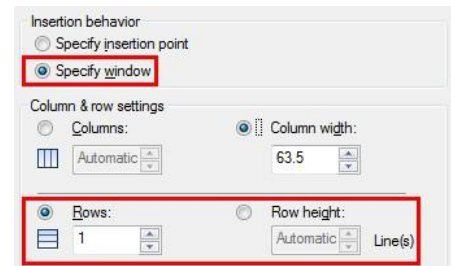 Insertion behavior
Specify insertion point
Specify window
Column & row settings
Columns: Column width:
Automatic 63.5
Rows: Row height:
1 Automatic Line(s)